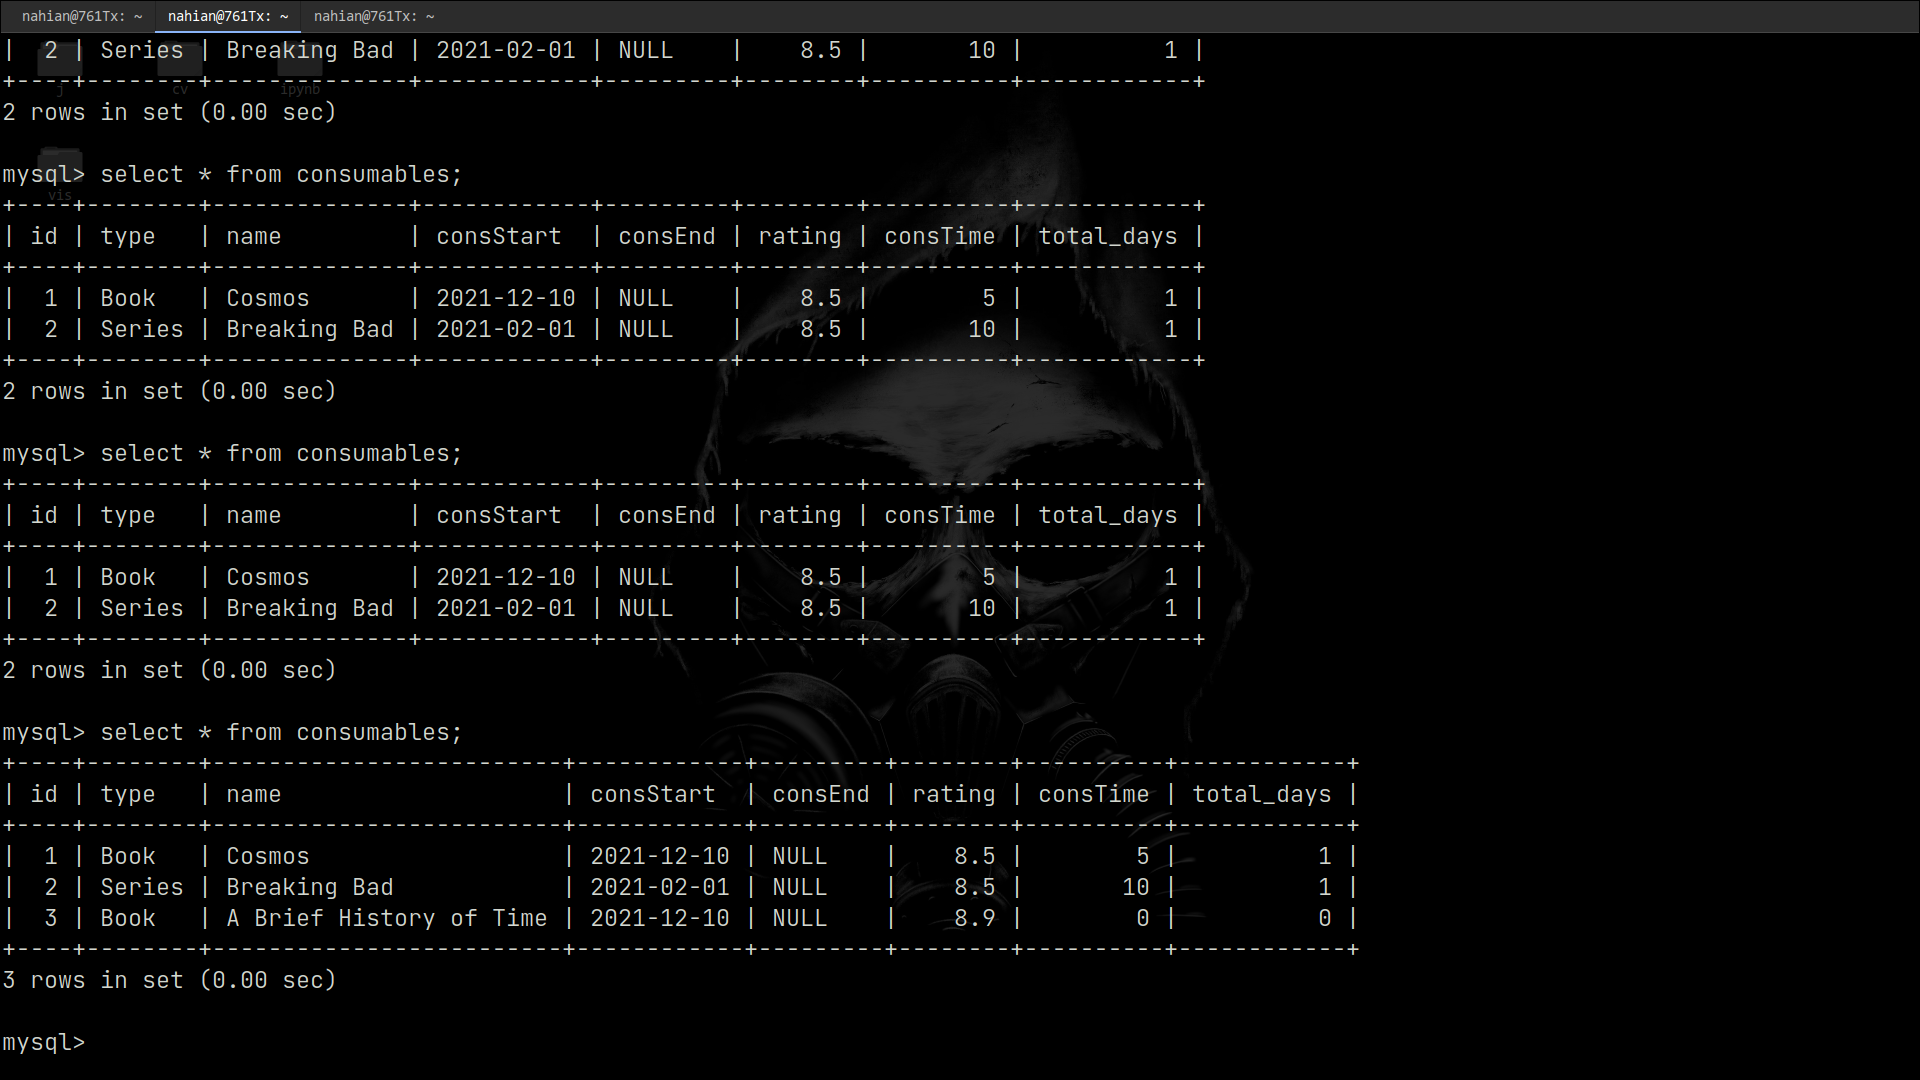 nahian@761Tx: ~ nahian@761Tx: ~ nahian@761Tx: ~
|  2 | Series | Breaking Bad | 2021-02-01 | NULL    |    8.5 |       10 |          1 |
+----+--------+--------------+------------+---------+--------+----------+------------+
j cv ipynb
2 rows in set (0.00 sec)
mysql> select * from consumables;
vis
+----+--------+--------------+------------+---------+--------+----------+------------+
| id | type   | name         | consStart  | consEnd | rating | consTime | total_days |
+----+--------+--------------+------------+---------+--------+----------+------------+
|  1 | Book   | Cosmos       | 2021-12-10 | NULL    |    8.5 |        5 |          1 |
|  2 | Series | Breaking Bad | 2021-02-01 | NULL    |    8.5 |       10 |          1 |
+----+--------+--------------+------------+---------+--------+----------+------------+
2 rows in set (0.00 sec)
mysql> select * from consumables;
+----+--------+--------------+------------+---------+--------+----------+------------+
| id | type   | name         | consStart  | consEnd | rating | consTime | total_days |
+----+--------+--------------+------------+---------+--------+----------+------------+
|  1 | Book   | Cosmos       | 2021-12-10 | NULL    |    8.5 |        5 |          1 |
|  2 | Series | Breaking Bad | 2021-02-01 | NULL    |    8.5 |       10 |          1 |
+----+--------+--------------+------------+---------+--------+----------+------------+
2 rows in set (0.00 sec)
mysql> select * from consumables;
+----+--------+-------------------------+------------+---------+--------+----------+------------+
| id | type   | name                    | consStart  | consEnd | rating | consTime | total_days |
+----+--------+-------------------------+------------+---------+--------+----------+------------+
|  1 | Book   | Cosmos                  | 2021-12-10 | NULL    |    8.5 |        5 |          1 |
|  2 | Series | Breaking Bad            | 2021-02-01 | NULL    |    8.5 |       10 |          1 |
|  3 | Book   | A Brief History of Time | 2021-12-10 | NULL    |    8.9 |        0 |          0 |
+----+--------+-------------------------+------------+---------+--------+----------+------------+
3 rows in set (0.00 sec)
mysql>